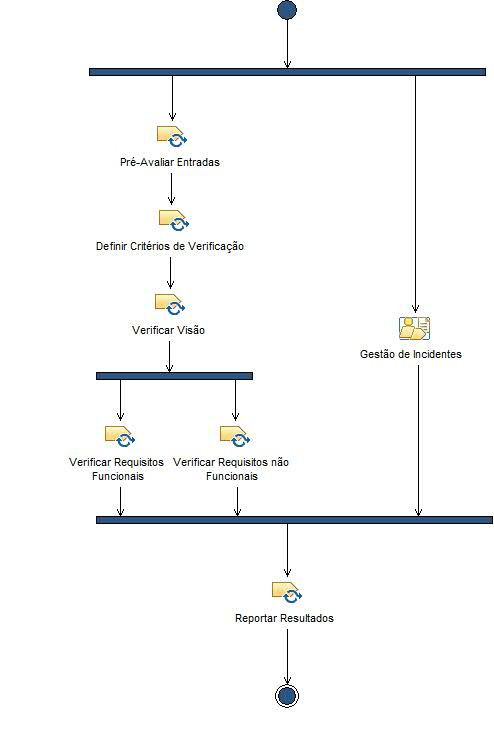 Pré-Avaliar Entradas
Definir Critérios de Verificação
Verificar Visão
Gestão de Incidentes
Verificar Requisitos
Funcionais
Verificar Requisitos não
Funcionais
Reportar Resultados